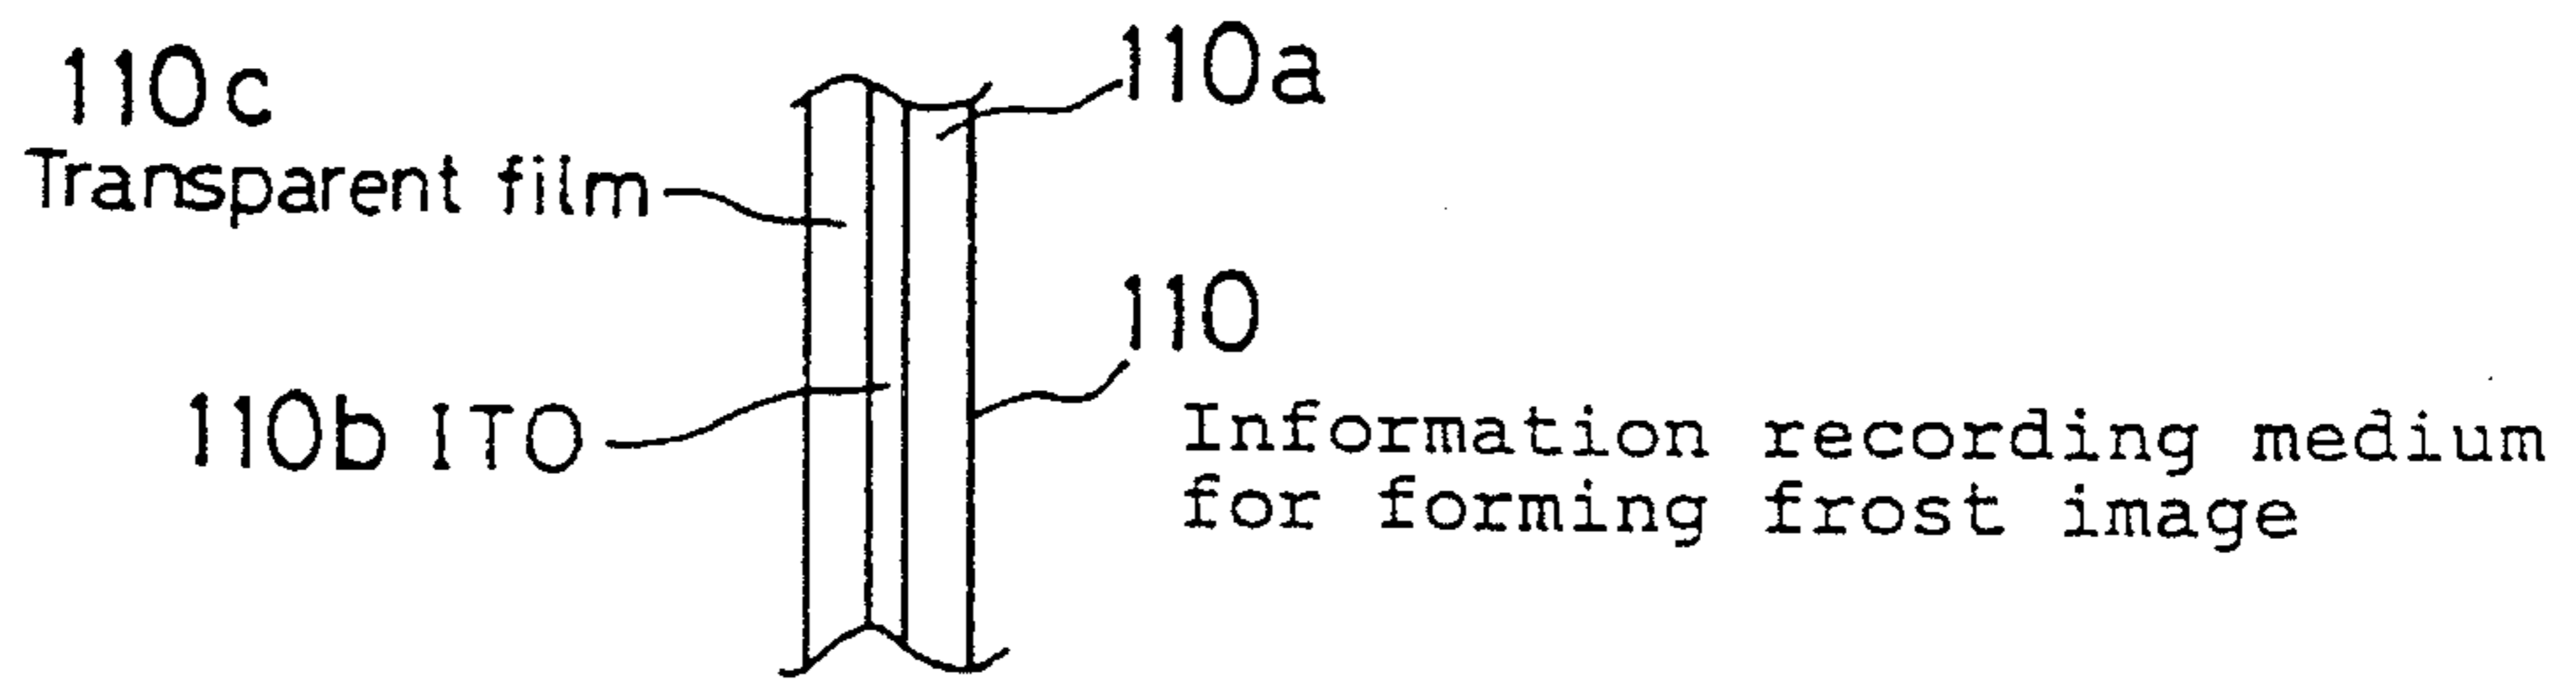 110c
Transparent film
110a
110b ITO
110
Information recording medium
for forming frost image